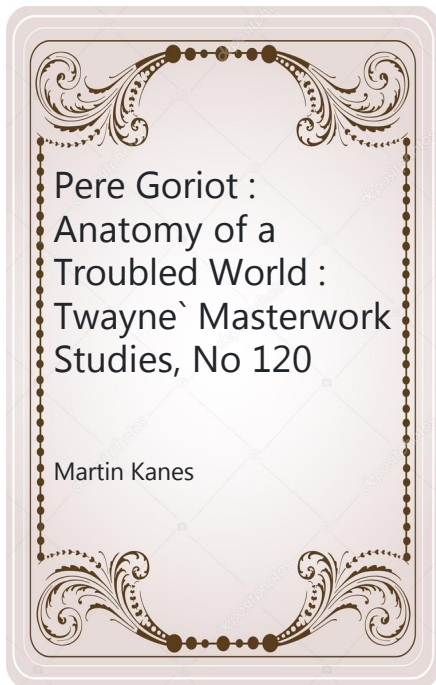 Pere Goriot :
Anatomy of a
Troubled World :
Twayne` Masterwork
Studies, No 120
Martin Kanes